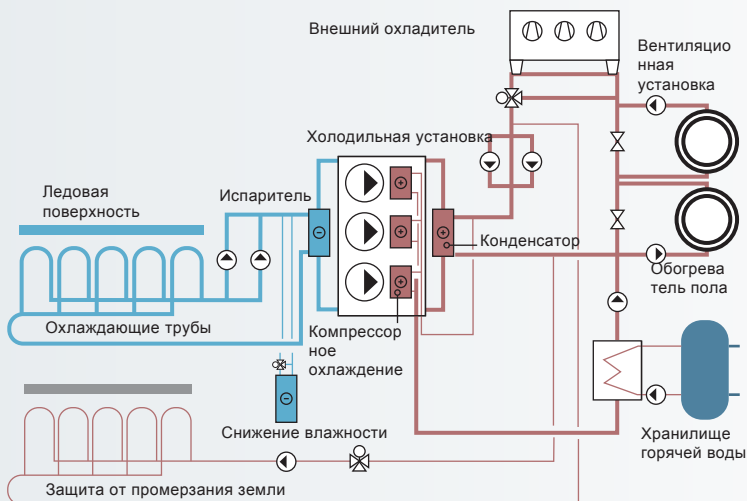 Внешний охладитель
Вентиляцио
нная
установка
Холодильная установка
Ледовая
поверхность
Испаритель
Конденсатор
Обогрева
тель пола
Охлаждающие трубы
Компрессор
ное
охлаждение
Снижение влажности
Хранилище
горячей воды
Защита от промерзания земли